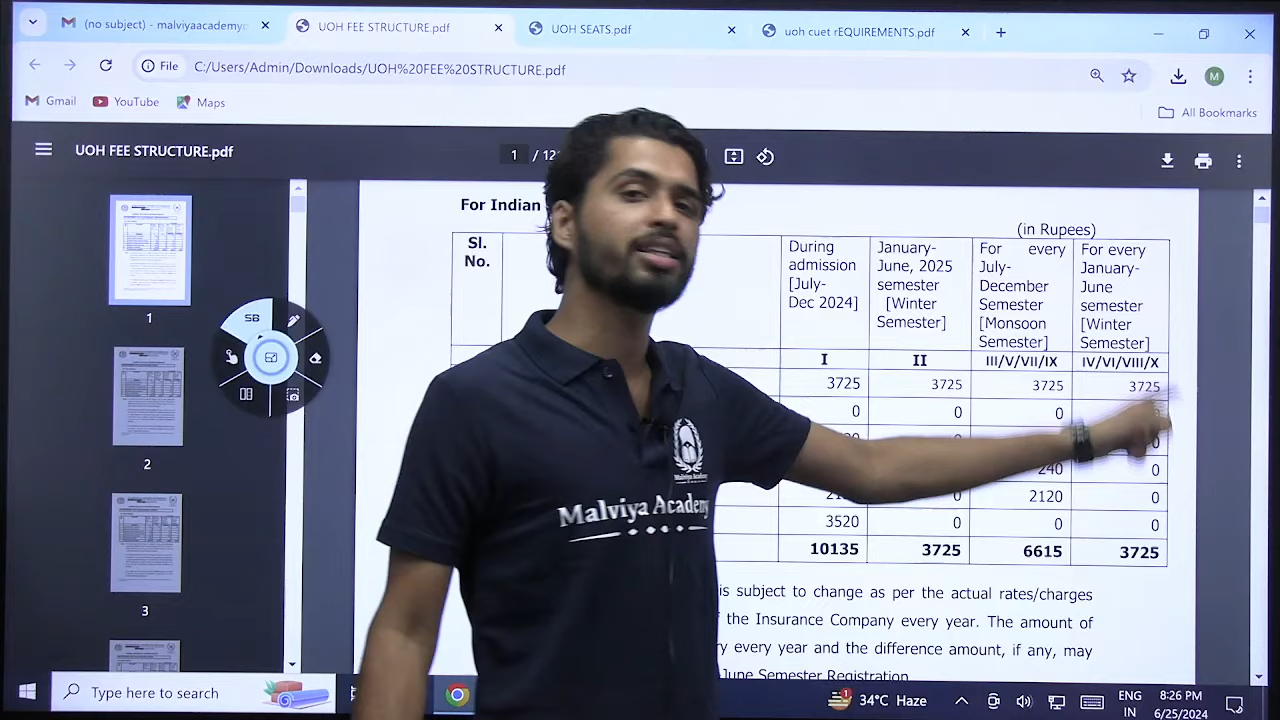 (no subject) - malviyaacademy
UOH FEE STRUCTURE.pdf
UOH SEATS.pdf
uoh cuet rEQUIREMENTS.pdf
File
C:/Users/Admin/Downloads/UOH%20FEE%20STRUCTURE.pdf
M
Gmail
YouTube
Maps
All Bookmarks
UOH FEE STRUCTURE.pdf
1 / 12
For Indian
(in Rupees)
Sl. No.
During admission [July-Dec 2024]
January-June, 2025 semester [Winter Semester]
For every July-December Semester [Monsoon Semester]
For every January-June semester [Winter Semester]
I II III/V/VII/IX IV/VI/VIII/X
3725 3725 3725 3725
0 0 0
0
240 0
0 2120 0
3520 0 0 0
10135 3725 6615 3725
is subject to change as per the actual rates/charges
the Insurance Company every year. The amount of
every year and the difference amount, if any, may
June Semester Registration
SB
1
2
3
Malviya Academy
Malviya Academy
Type here to search
1
34°C Haze
ENG
IN
8:26 PM
6/25/2024